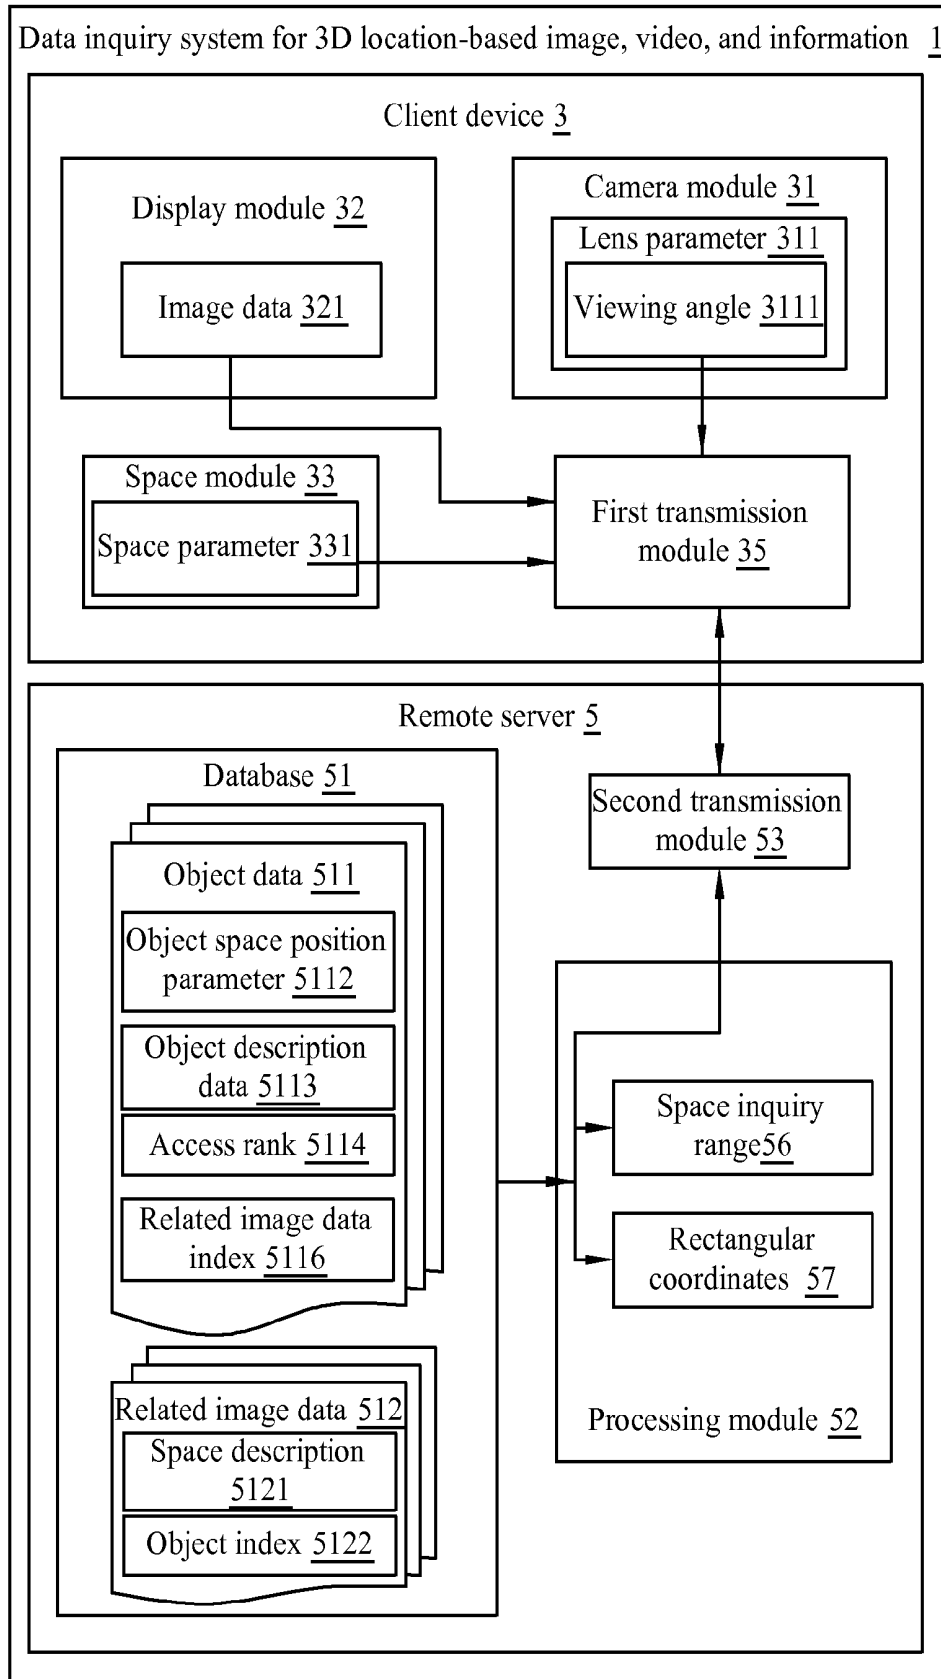 Data inquiry system for 3D location-based image, video, and information 1
Client device 3
Display module 32
Image data 321
Camera module 31
Lens parameter 311
Viewing angle 3111
Space module 33
Space parameter 331
First transmission
module 35
Remote server 5
Database 51
Object data 511
Object space position
parameter 5112
Object description
data 5113
Access rank 5114
Related image data
index 5116
Related image data 512
Space description
5121
Object index 5122
Second transmission
module 53
Space inquiry
range56
Rectangular
coordinates 57
Processing module 52